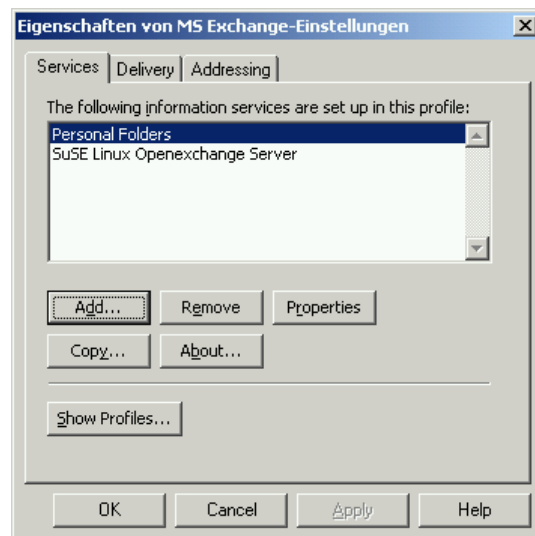 Eigenschaften von MS Exchange-Einstellungen
Services Delivery Addressing
The following information services are set up in this profile:
Personal Folders
SuSE Linux Openexchange Server
Add... Remove Properties
Copy... About...
Show Profiles...
OK Cancel Apply Help